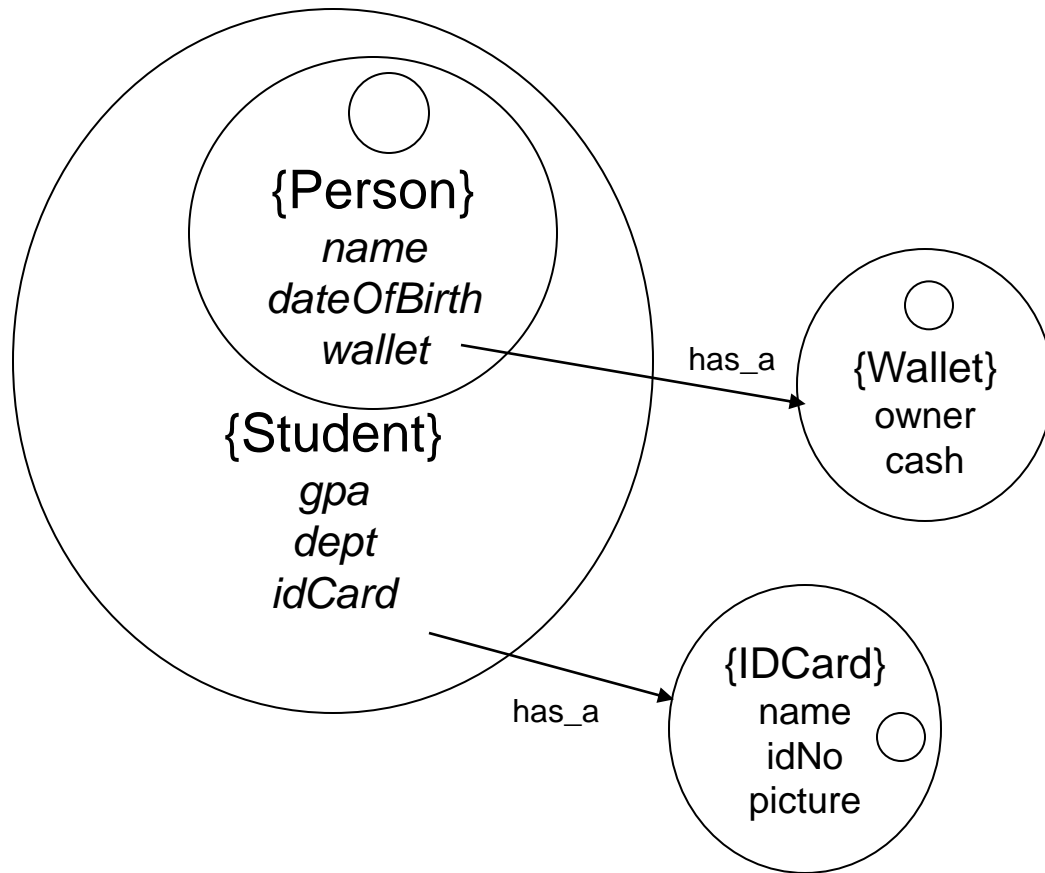 {Person}
name
dateOfBirth
wallet
has_a
{Wallet}
owner
cash
{Student}
gpa
dept
idCard
has_a
{IDCard}
name
idNo
picture